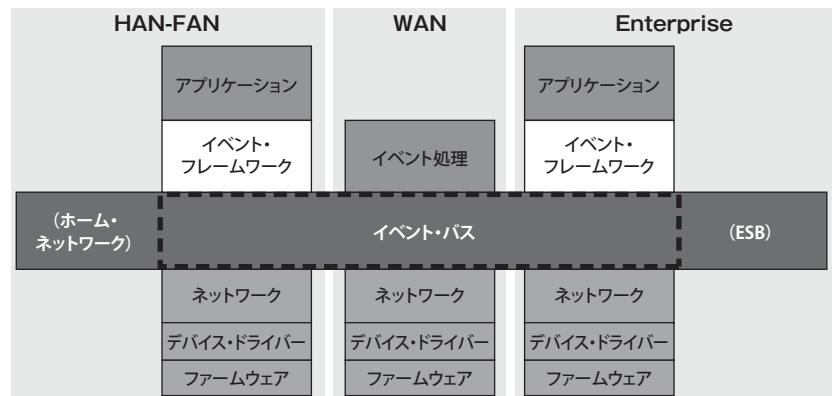 HAN-FAN
WAN
Enterprise
アプリケーション
アプリケーション
イベント・
フレームワーク
イベント処理
イベント・
フレームワーク
(ホーム・
ネットワーク)
イベント・バス
(ESB)
ネットワーク
ネットワーク
ネットワーク
デバイス・ドライバー
デバイス・ドライバー
デバイス・ドライバー
ファームウェア
ファームウェア
ファームウェア